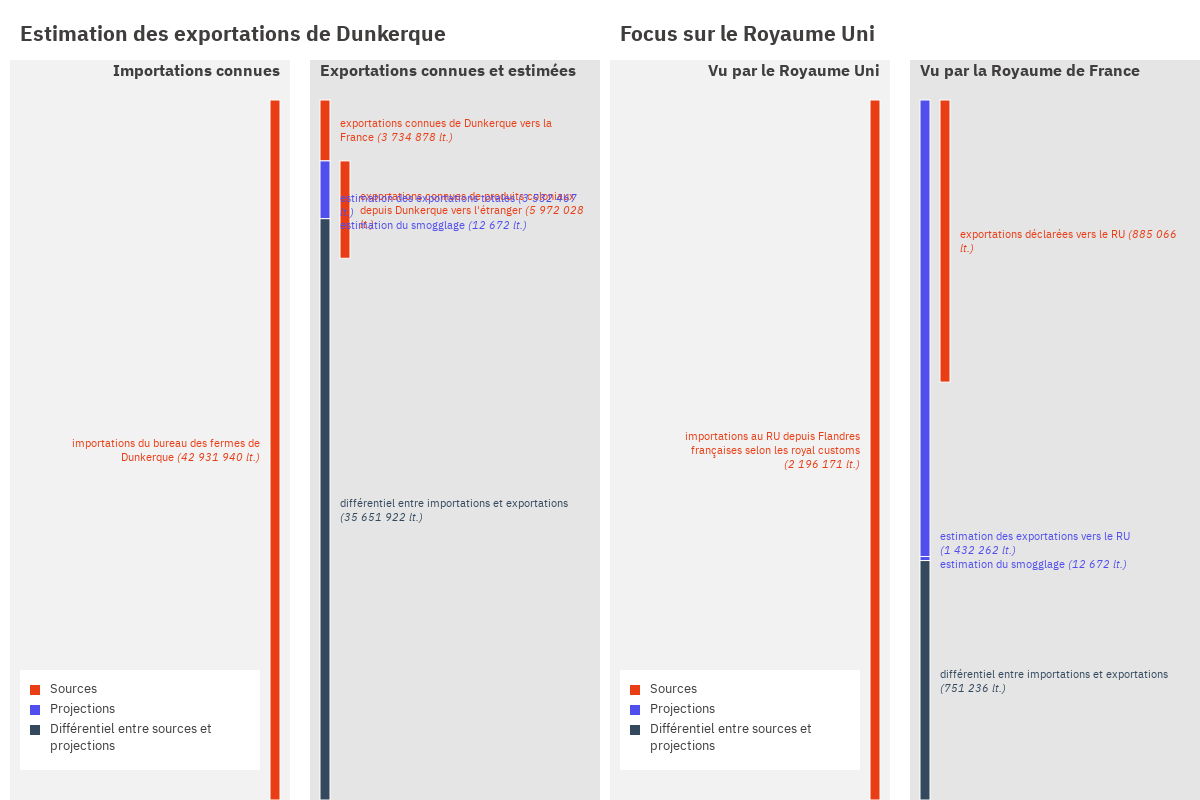 Estimation des exportations de Dunkerque
Importations connues
Exportations connues et estimées
exportations connues de Dunkerque vers la
France (3 734 878 lt.)
exportations connues de produits coloniaux
depuis Dunkerque vers l'étranger (5 972 028
lt.)
estimation des exportations totales (3 532 467
lt.)
estimation du smogglage (12 672 lt.)
importations du bureau des fermes de
Dunkerque (42 931 940 lt.)
différentiel entre importations et exportations
(35 651 922 lt.)
Sources
Projections
Différentiel entre sources et
projections
Focus sur le Royaume Uni
Vu par le Royaume Uni
Vu par la Royaume de France
exportations déclarées vers le RU (885 066
lt.)
importations au RU depuis Flandres
françaises selon les royal customs
(2 196 171 lt.)
estimation des exportations vers le RU
(1 432 262 lt.)
estimation du smogglage (12 672 lt.)
différentiel entre importations et exportations
(751 236 lt.)
Sources
Projections
Différentiel entre sources et
projections